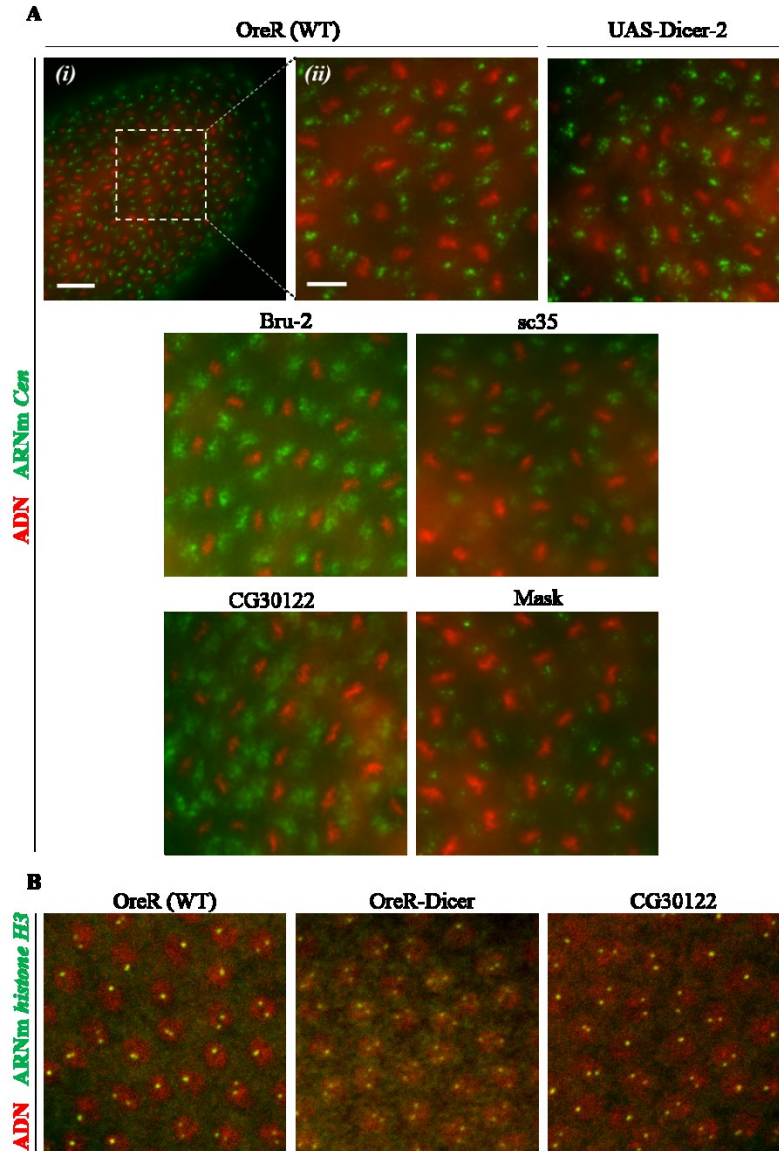 A
OreR (WT)
UAS-Dicer-2
(i)
(ii)
ADN ARNm Cen
Bru-2
sc35
CG30122
Mask
B
OreR (WT)
OreR-Dicer
CG30122
ADN ARNm histone H3